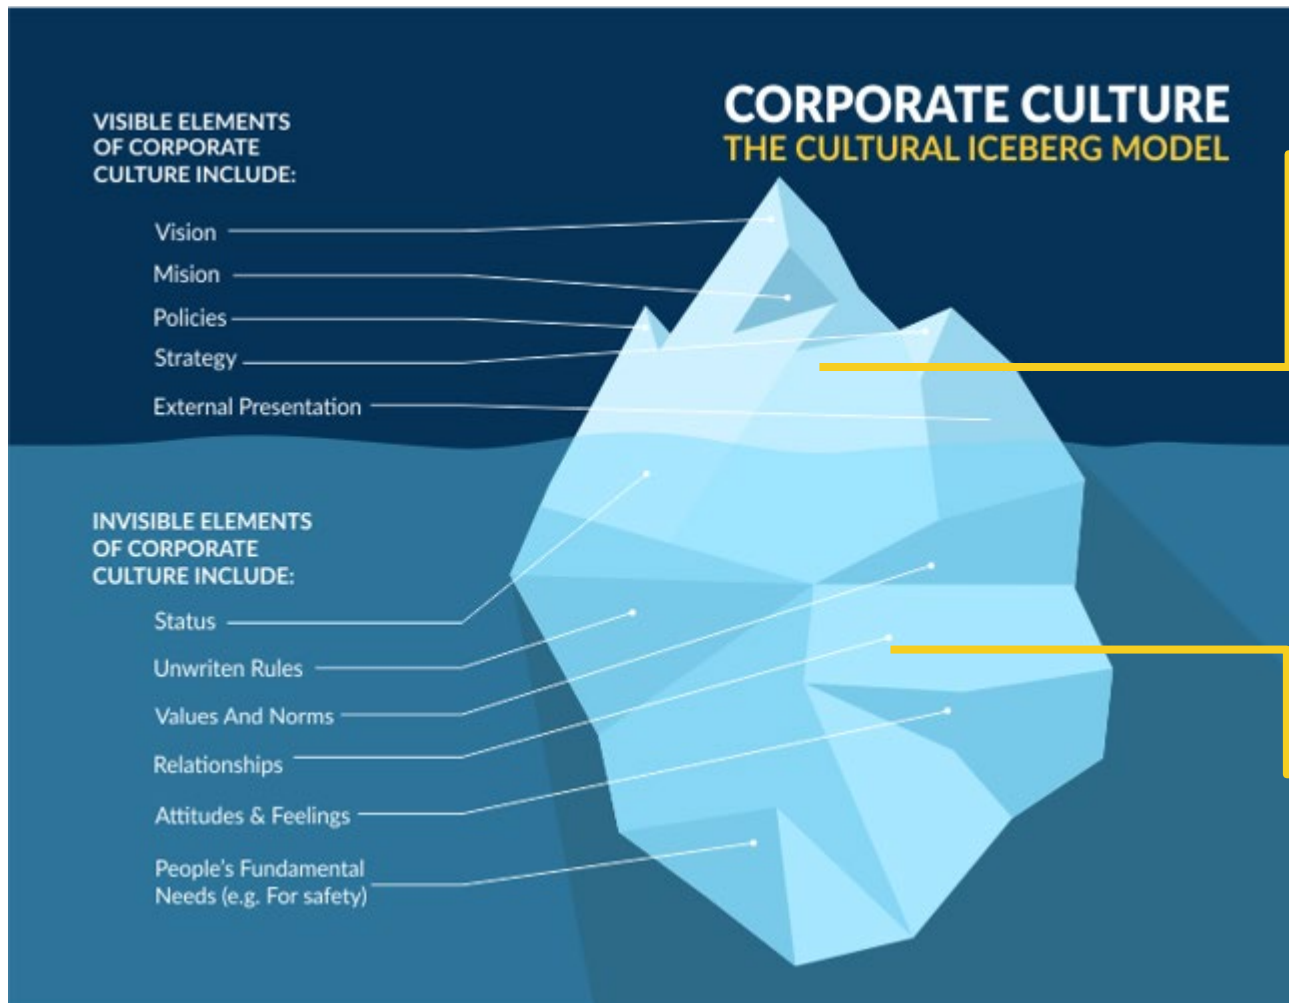 CORPORATE CULTURE
THE CULTURAL ICEBERG MODEL
VISIBLE ELEMENTS
OF CORPORATE
CULTURE INCLUDE:
Vision
Mision
Policies
Strategy
External Presentation
INVISIBLE ELEMENTS
OF CORPORATE
CULTURE INCLUDE:
Status
Unwriten Rules
Values And Norms
Relationships
Attitudes & Feelings
People's Fundamental
Needs (e.g. For safety)